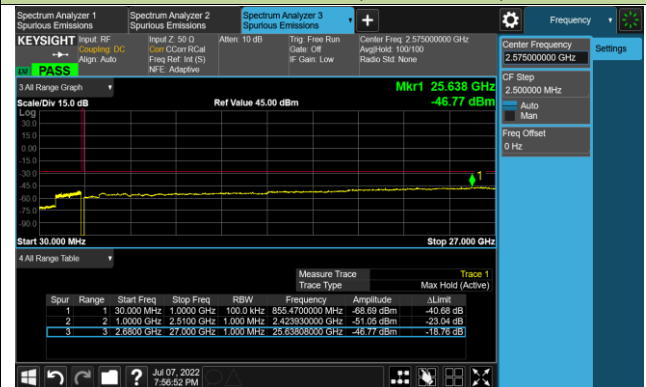 Spectrum Analyzer 1
Spurious Emissions
Spectrum Analyzer 2
Spurious Emissions
Spectrum Analyzer 3
Spurious Emissions
Frequency
KEYSIGHT
Input: RF
Coupling: DC
Align: Auto
Input Z: 50 Ω
Corr CCorr RCal
Freq Ref: Int (S)
NFE: Adaptive
Atten: 10 dB
Trig: Free Run
Gate: Off
IF Gain: Low
Center Freq: 2.575000000 GHz
Avg|Hold: 100/100
Radio Std: None
PASS
Center Frequency
2.575000000 GHz
Settings
CF Step
2.500000 MHz
Auto
Man
Freq Offset
0 Hz
3 All Range Graph
Mkr1 25.638 GHz
Scale/Div 15.0 dB
Ref Value 45.00 dBm
-46.77 dBm
Log
30.0
15.0
0.00
-15.0
-30.0
-45.0
-60.0
-75.0
-90.0
1
Start 30.000 MHz
Stop 27.000 GHz
4 All Range Table
Measure Trace Trace 1
Trace Type Max Hold (Active)
Spur Range Start Freq Stop Freq RBW Frequency Amplitude ΔLimit
1 1 30.000 MHz 1.0000 GHz 100.0 kHz 855.4700000 MHz -68.69 dBm -40.68 dB
2 2 1.0000 GHz 2.5100 GHz 1.000 MHz 2.423930000 GHz -51.05 dBm -23.04 dB
3 3 2.6800 GHz 27.000 GHz 1.000 MHz 25.63808000 GHz -46.77 dBm -18.76 dB
Jul 07, 2022
7:56:52 PM